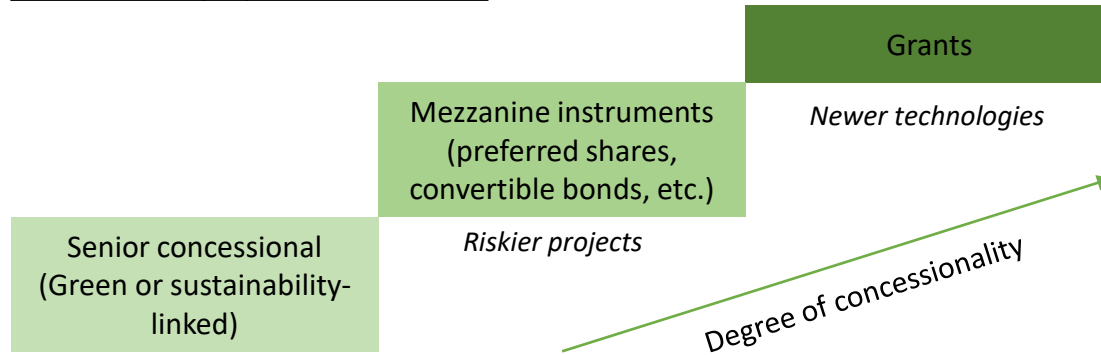 Grants
Mezzanine instruments
(preferred shares,
convertible bonds, etc.)
Newer technologies
Senior concessional
(Green or sustainability-
linked)
Riskier projects
Degree of concessionality